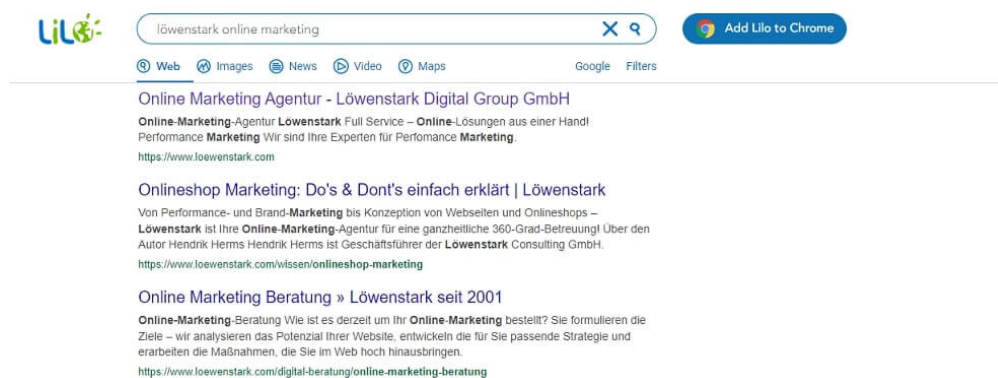 LiLo
löwenstark online marketing
Add Lilo to Chrome
Web Images News Video Maps Google Filters
Online Marketing Agentur - Löwenstark Digital Group GmbH
Online-Marketing-Agentur Löwenstark Full Service – Online-Lösungen aus einer Hand!
Performance Marketing Wir sind Ihre Experten für Perfomance Marketing.
https://www.loewenstark.com
Onlineshop Marketing: Do's & Dont's einfach erklärt | Löwenstark
Von Performance- und Brand-Marketing bis Konzeption von Webseiten und Onlineshops –
Löwenstark ist Ihre Online-Marketing-Agentur für eine ganzheitliche 360-Grad-Betreuung! Über den
Autor Hendrik Herms Hendrik Herms ist Geschäftsführer der Löwenstark Consulting GmbH.
https://www.loewenstark.com/wissen/onlineshop-marketing
Online Marketing Beratung » Löwenstark seit 2001
Online-Marketing-Beratung Wie ist es derzeit um Ihr Online-Marketing bestellt? Sie formulieren die
Ziele – wir analysieren das Potenzial Ihrer Website, entwickeln die für Sie passende Strategie und
erarbeiten die Maßnahmen, die Sie im Web hoch hinausbringen.
https://www.loewenstark.com/digital-beratung/online-marketing-beratung